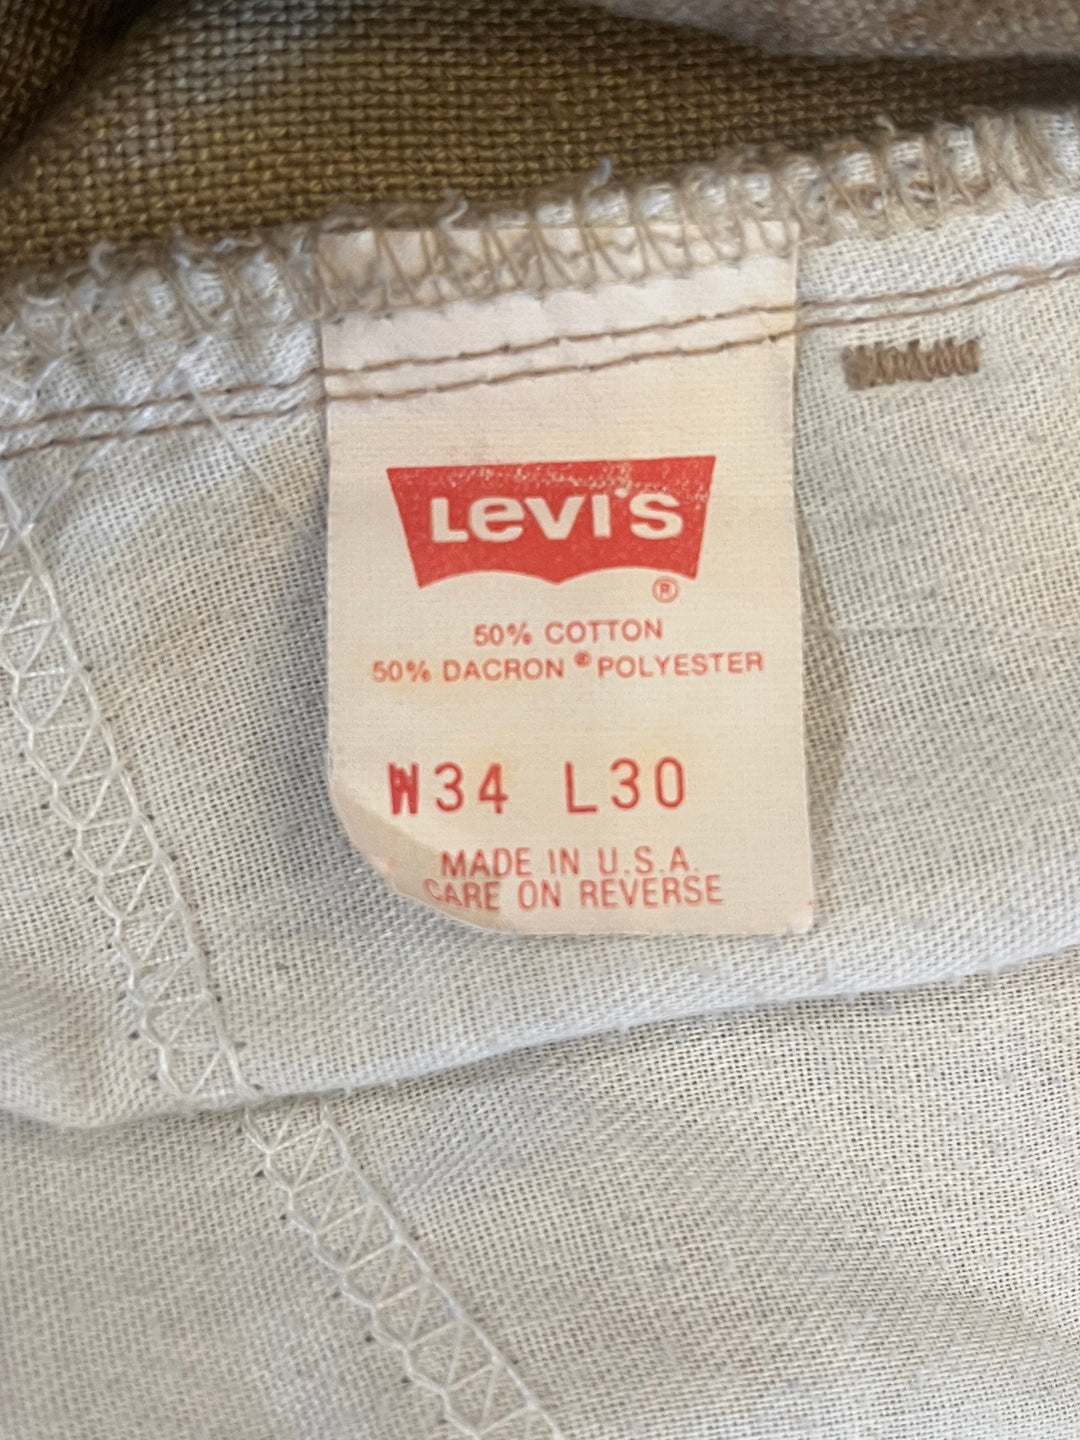 LEVI'S
®
50% COTTON
50% DACRON ® POLYESTER
W34 L30
MADE IN U.S.A.
CARE ON REVERSE